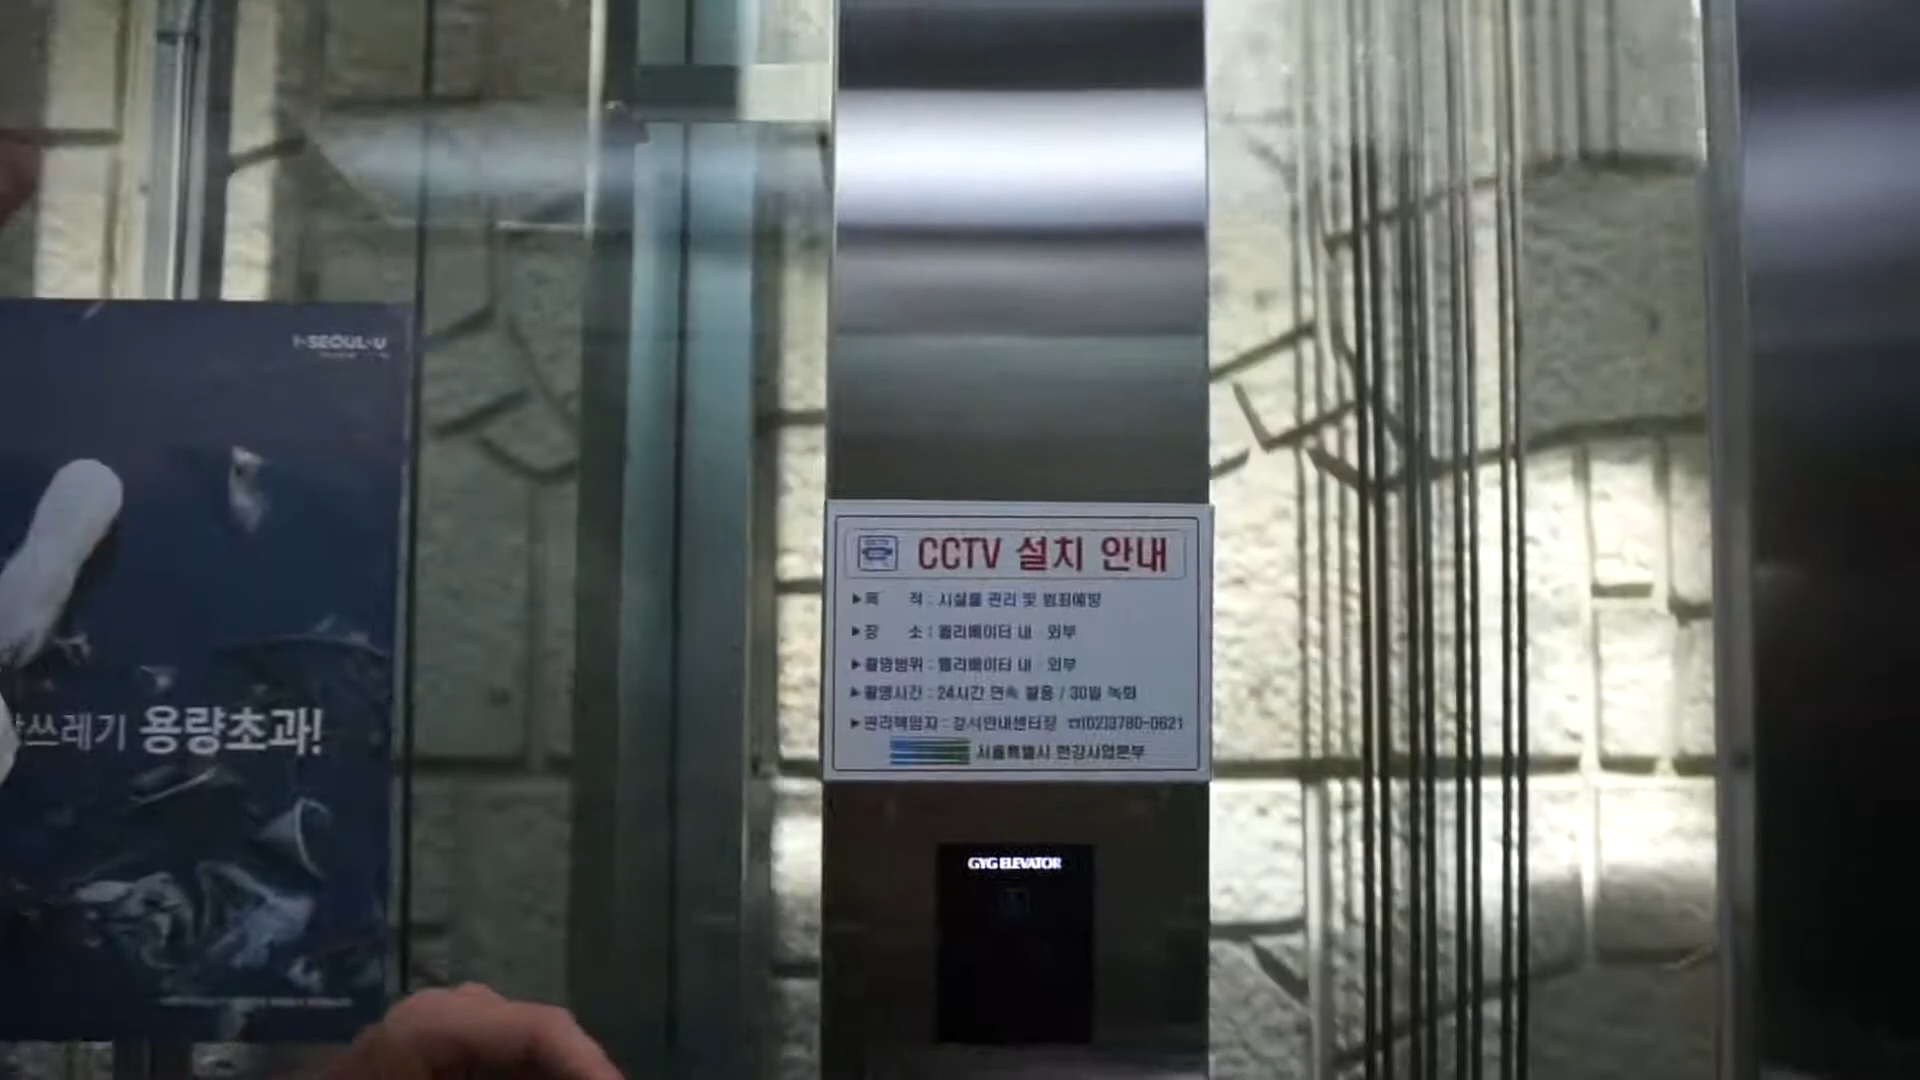 I·SEOUL·U
쓰레기 용량초과!
CCTV 설치 안내
▶목 적 : 시설물 관리 및 범죄예방
▶장 소 : 엘리베이터 내 · 외부
▶촬영범위 : 엘리베이터 내 · 외부
▶촬영시간 : 24시간 연속 촬영 / 30일 녹화
▶관리책임자 : 센터장 ☎(02)3780-0621
서울특별시 한강사업본부
GYG ELEVATOR